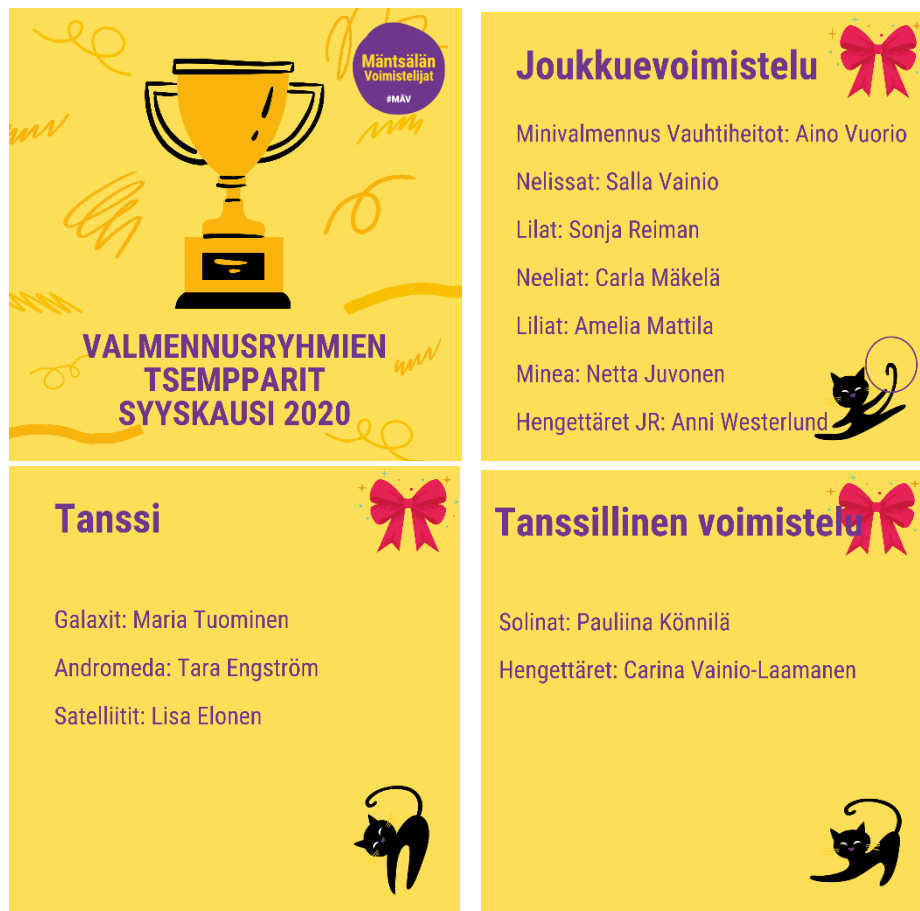 Mäntsälän
Voimistelijat
#MÄV
VALMENNUSRYHMIEN
TSEMPPARIT
SYYSKAUSI 2020
Joukkuevoimistelu
Minivalmennus Vauhtiheitot: Aino Vuorio
Nelissat: Salla Vainio
Lilat: Sonja Reiman
Neeliat: Carla Mäkelä
Liliat: Amelia Mattila
Minea: Netta Juvonen
Hengettäret JR: Anni Westerlund
Tanssi
Galaxit: Maria Tuominen
Andromeda: Tara Engström
Satelliitit: Lisa Elonen
Tanssillinen voimistelu
Solinat: Pauliina Könnilä
Hengettäret: Carina Vainio-Laamanen